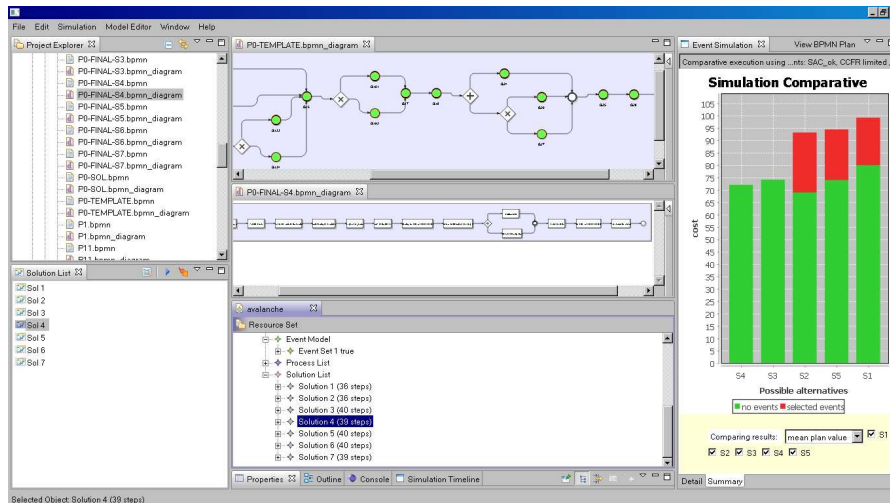 File Edit Simulation Model Editor Window Help
Project Explorer
P0-FINAL-S3.bpmn
P0-FINAL-S3.bpmn_diagram
P0-FINAL-S4.bpmn
P0-FINAL-S4.bpmn_diagram
P0-FINAL-S5.bpmn
P0-FINAL-S5.bpmn_diagram
P0-FINAL-S6.bpmn
P0-FINAL-S6.bpmn_diagram
P0-FINAL-S7.bpmn
P0-FINAL-S7.bpmn_diagram
P0-SOL.bpmn
P0-SOL.bpmn_diagram
P0-TEMPLATE.bpmn
P0-TEMPLATE.bpmn_diagram
P1.bpmn
P1.bpmn_diagram
P11.bpmn
P11.bpmn_diagram
Solution List
Sol 1
Sol 2
Sol 3
Sol 4
Sol 5
Sol 6
Sol 7
P0-TEMPLATE.bpmn_diagram
P0-FINAL-S4.bpmn_diagram
avalanche
Resource Set
Event Model
Event Set 1 true
Process List
Solution List
Solution 1 (36 steps)
Solution 2 (36 steps)
Solution 3 (40 steps)
Solution 4 (39 steps)
Solution 5 (40 steps)
Solution 6 (40 steps)
Solution 7 (39 steps)
Properties Outline Console Simulation Timeline
Event Simulation View BPMN Plan
Comparative execution using ...nts: SAC_ok, CCFR limited
Simulation Comparative
105
100
95
90
85
80
75
70
65
60
55
50
45
40
35
30
25
20
15
10
5
0
cost
S4 S3 S2 S5 S1
Possible alternatives
no events selected events
Comparing results: mean plan value S1
S2 S3 S4 S5
Detail Summary
Selected Object: Solution 4 (39 steps)